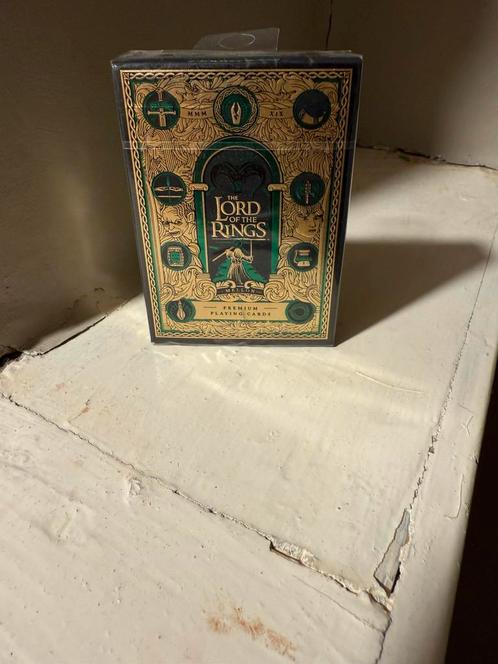 MMM XIX
THE
LORD
OF THE
RINGS
MELLON
PREMIUM
PLAYING CARDS